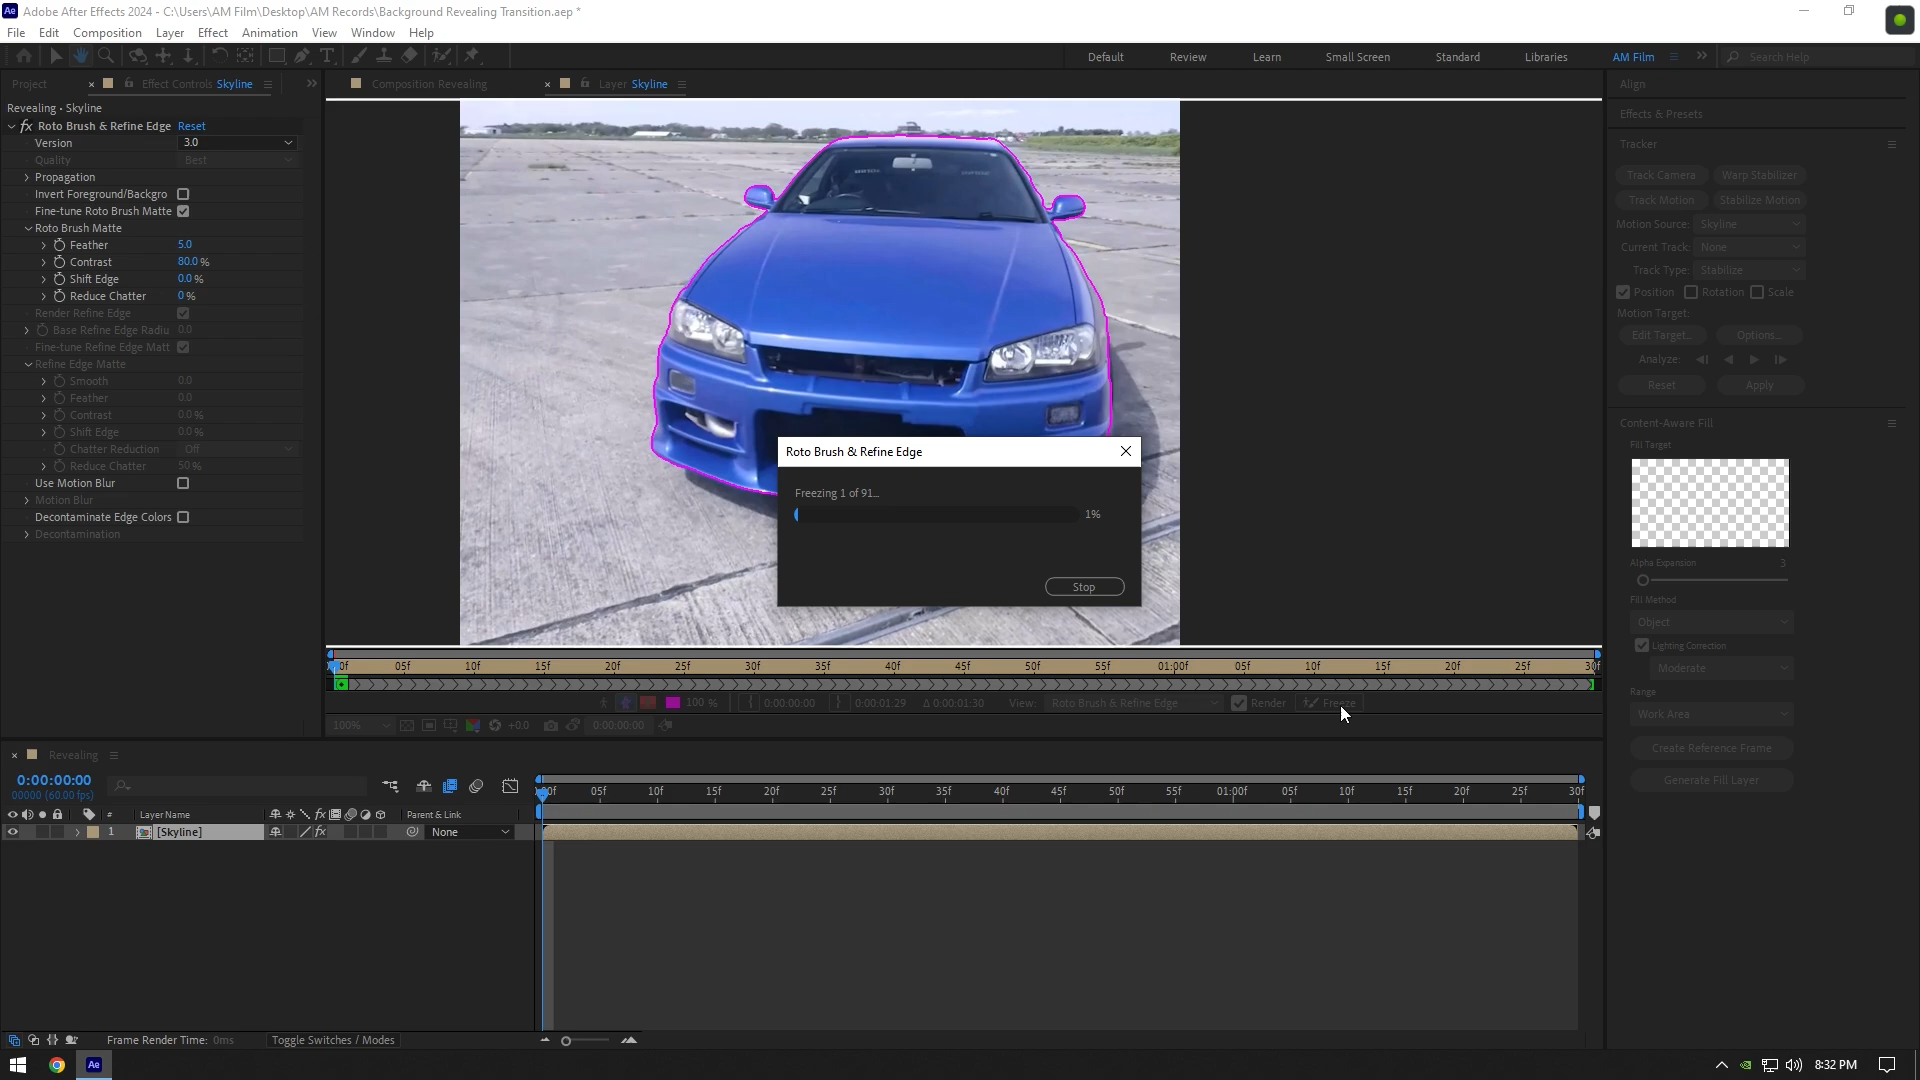 Adobe After Effects 2024 - C:\Users\AM Film\Desktop\AM Records\Background Revealing Transition.aep *
File Edit Composition Layer Effect Animation View Window Help
Default Review Learn Small Screen Standard Libraries AM Film Search Help
Project Effect Controls Skyline
Composition Revealing
Layer Skyline
Revealing • Skyline
fx Roto Brush & Refine Edge Reset
Version 3.0
Quality Best
Propagation
Invert Foreground/Backgro
Fine-tune Roto Brush Matte
Roto Brush Matte
Feather 5.0
Contrast 80.0 %
Shift Edge 0.0 %
Reduce Chatter 0 %
Render Refine Edge
Base Refine Edge Radiu 0.0
Fine-tune Refine Edge Matt
Refine Edge Matte
Smooth 0.0
Feather 0.0
Contrast 0.0 %
Shift Edge 0.0 %
Chatter Reduction Off
Reduce Chatter 50 %
Use Motion Blur
Motion Blur
Decontaminate Edge Colors
Decontamination
Roto Brush & Refine Edge
Freezing 1 of 91...
1%
Stop
05f 10f 15f 20f 25f 30f 35f 40f 45f 50f 55f 01:00f 05f 10f 15f 20f 25f 30f
100 % 0:00:00:00 0:00:01:29 Δ 0:00:01:30 View: Roto Brush & Refine Edge Render Freeze
100% +0.0 0:00:00:00
Align
Effects & Presets
Tracker
Track Camera Warp Stabilizer
Track Motion Stabilize Motion
Motion Source: Skyline
Current Track: None
Track Type: Stabilize
Position Rotation Scale
Motion Target:
Edit Target... Options...
Analyze:
Reset Apply
Content-Aware Fill
Fill Target
Alpha Expansion 3
Fill Method
Object
Lighting Correction
Moderate
Range
Work Area
Create Reference Frame
Generate Fill Layer
Revealing
0:00:00:00
00000 (60.00 fps)
05f 10f 15f 20f 25f 30f 35f 40f 45f 50f 55f 01:00f 05f 10f 15f 20f 25f 30f
# Layer Name fx Parent & Link
1 [Skyline] fx None
Frame Render Time: 0ms Toggle Switches / Modes
Ae 8:32 PM